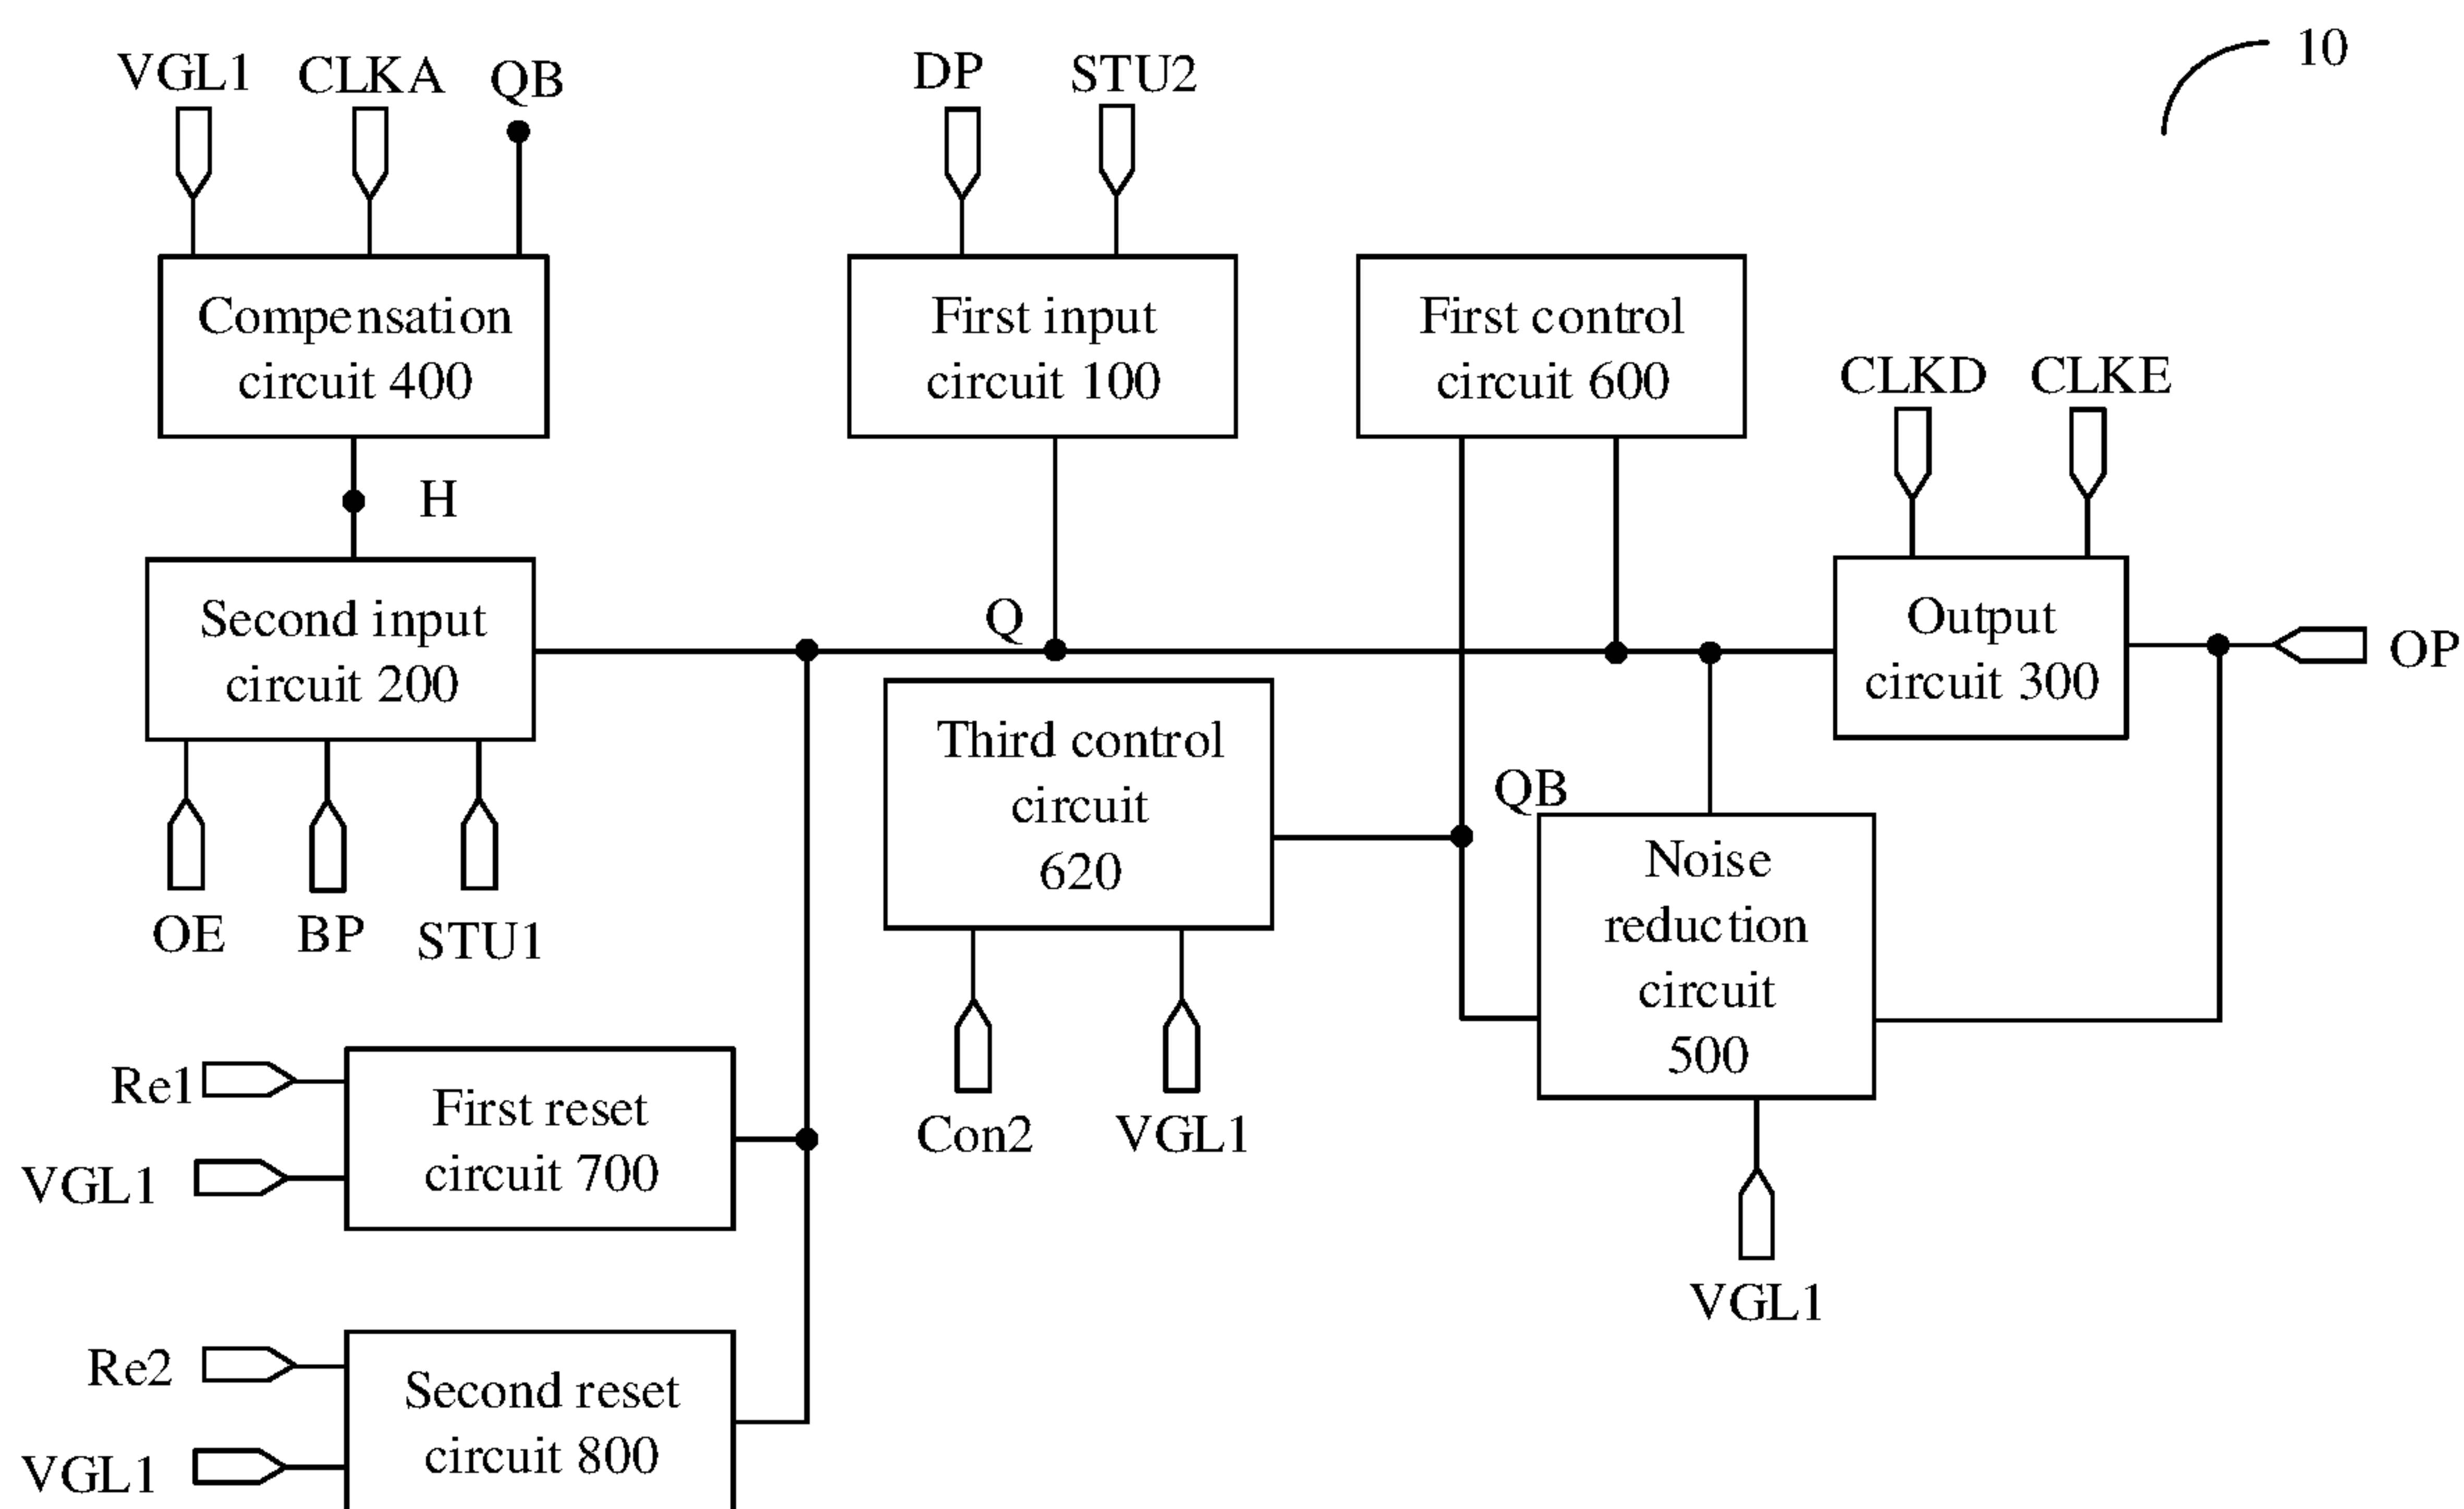 10
VGL1 CLKA QB DP STU2
Compensation
circuit 400
First input
circuit 100
First control
circuit 600
CLKD CLKE
H
Second input
circuit 200
Q
Output
circuit 300
OP
Third control
circuit
620
QB
Noise
reduction
circuit
500
OE BP STU1
Re1
VGL1
First reset
circuit 700
Con2 VGL1
VGL1
Re2
VGL1
Second reset
circuit 800